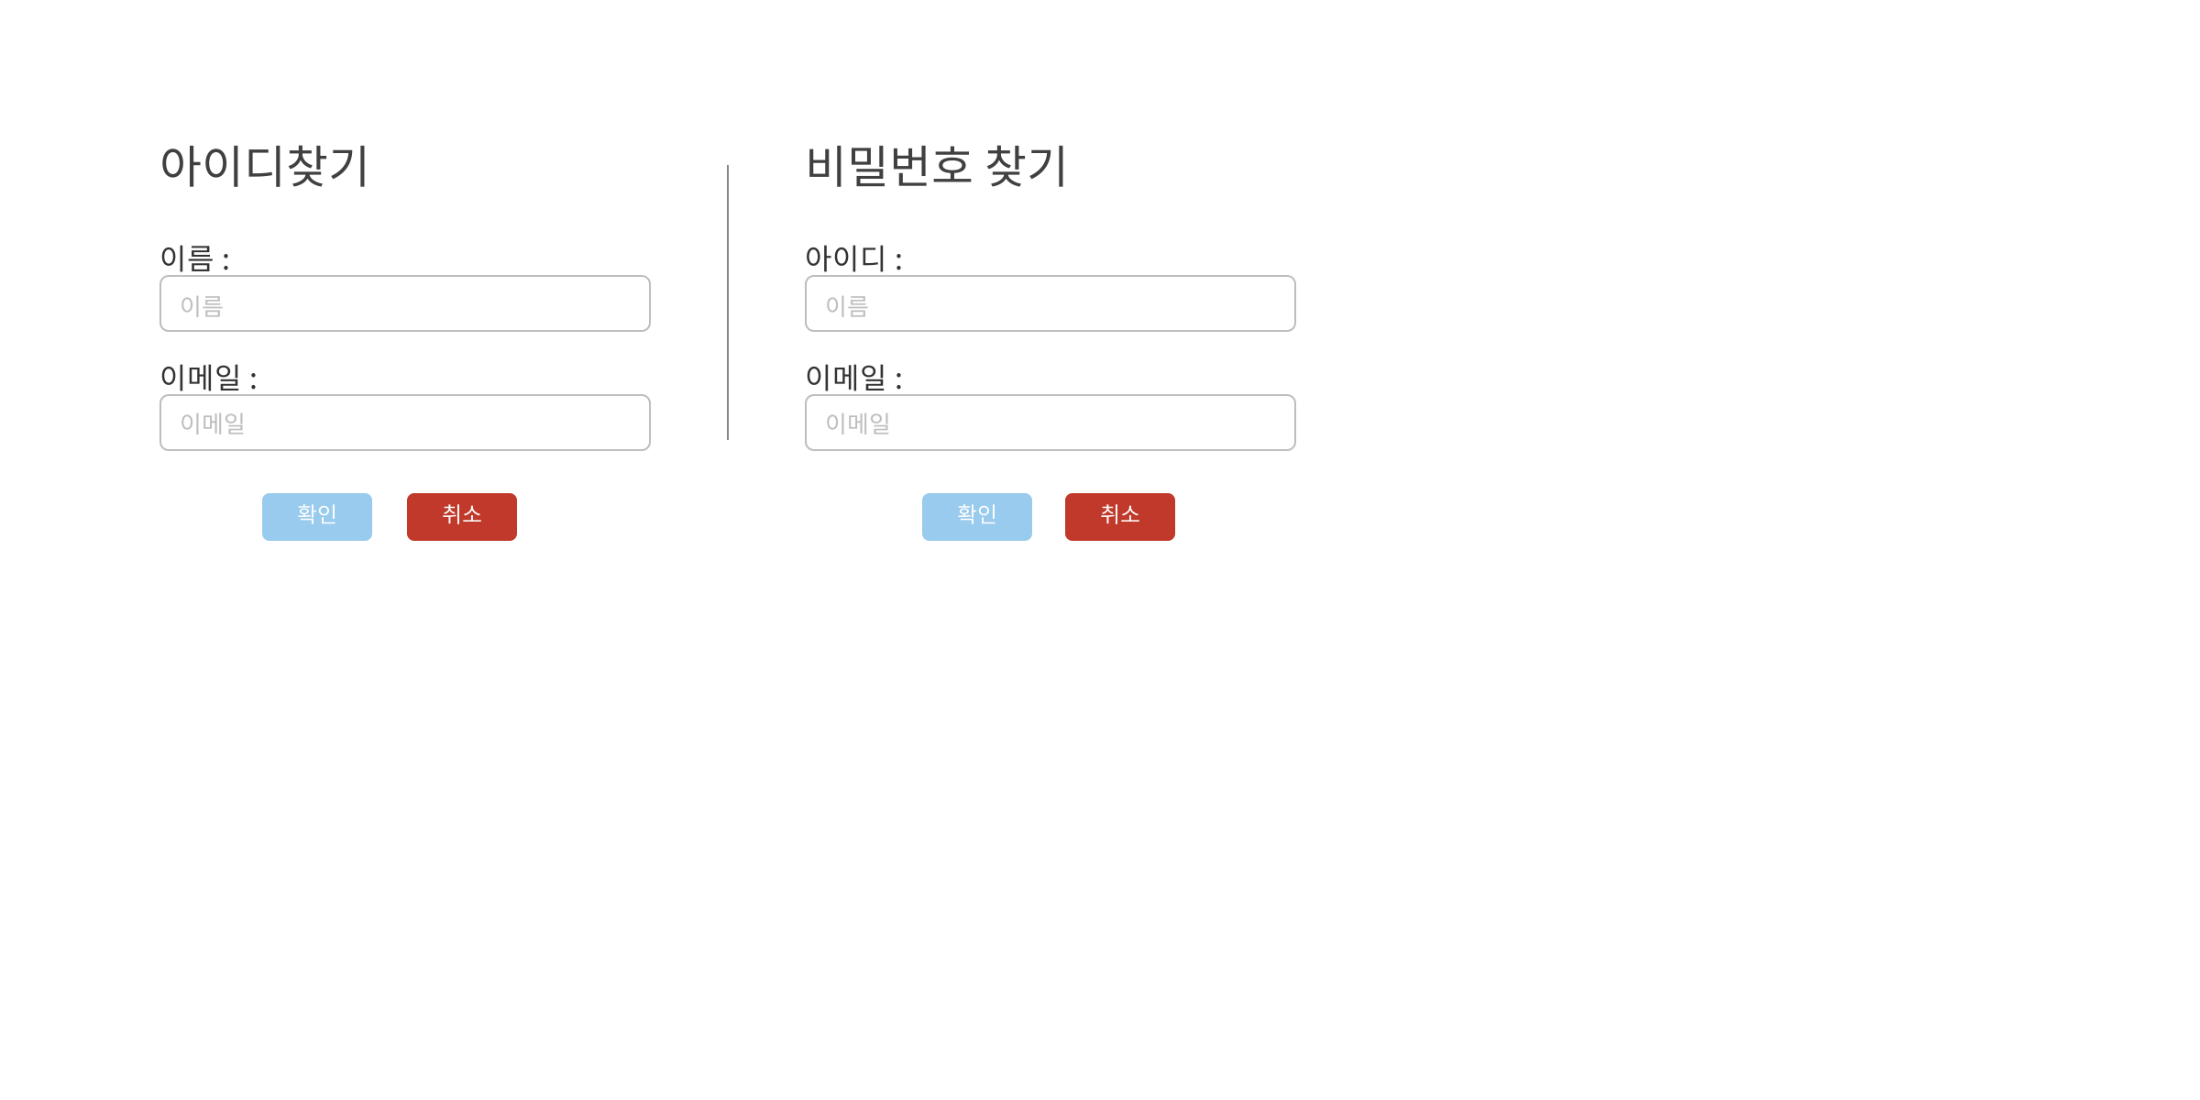 아이디찾기
이름 :
이름
이메일 :
이메일
확인
취소
비밀번호 찾기
아이디 :
이름
이메일 :
이메일
확인
취소